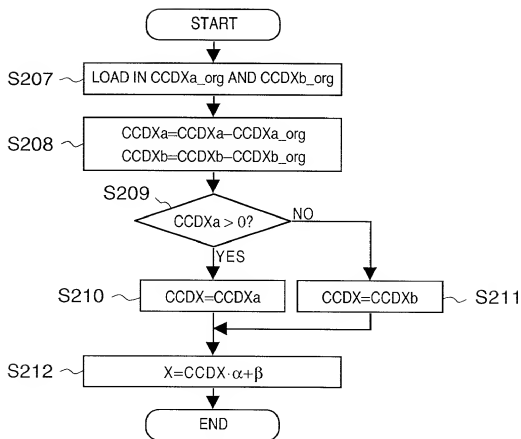 START
S207
LOAD IN CCDXa_org AND CCDXb_org
S208
CCDXa=CCDXa–CCDXa_org
CCDXb=CCDXb–CCDXb_org
S209
CCDXa > 0?
NO
YES
S210
CCDX=CCDXa
CCDX=CCDXb
S211
S212
X=CCDX·α+β
END